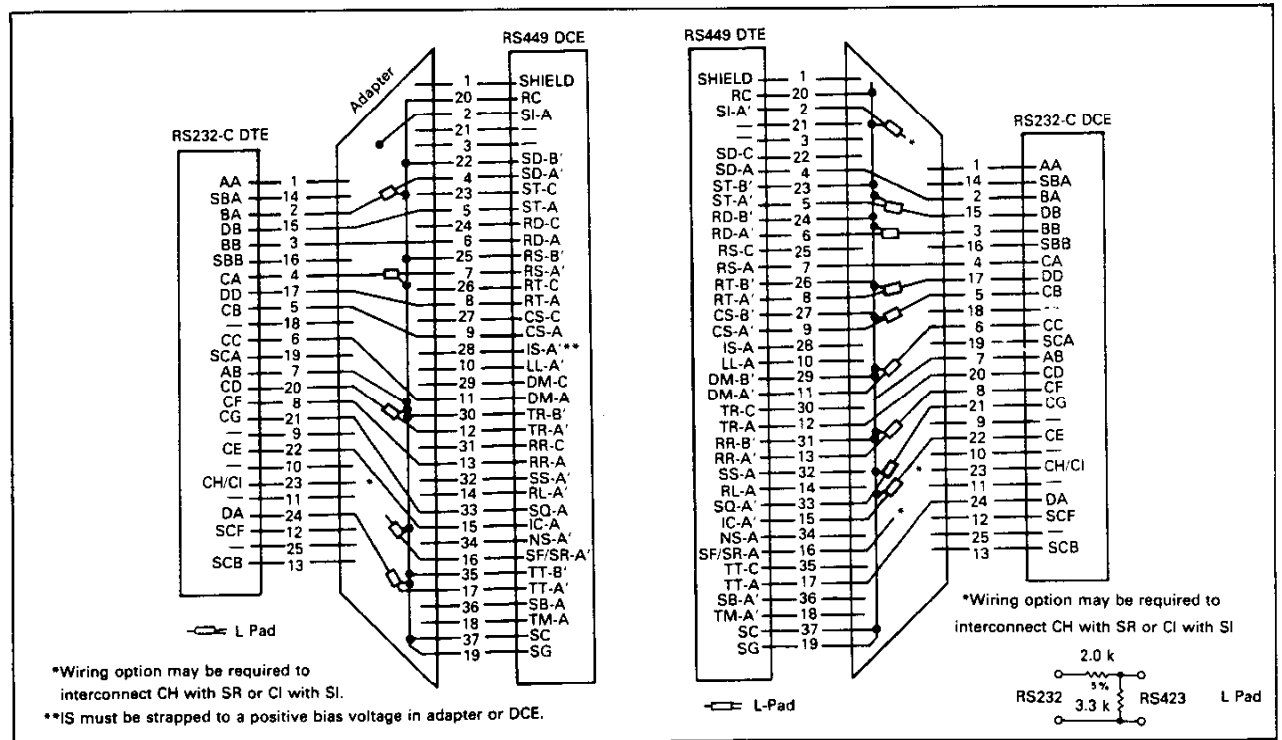 RS449 DCE
Adapter
1 SHIELD
20 RC
2 SI-A
21 —
3 —
22 SD-B'
4 SD-A'
23 ST-C
5 ST-A
24 RD-C
6 RD-A
25 RS-B'
7 RS-A'
26 RT-C
8 RT-A
27 CS-C
9 CS-A
28 IS-A'**
10 LL-A'
29 DM-C
11 DM-A
30 TR-B'
12 TR-A'
31 RR-C
13 RR-A
32 SS-A'
14 RL-A'
33 SQ-A
15 IC-A
34 NS-A'
16 SF/SR-A'
35 TT-B'
17 TT-A'
36 SB-A
18 TM-A
37 SC
19 SG
RS232-C DTE
AA 1
SBA 14
BA 2
DB 15
BB 3
SBB 16
CA 4
DD 17
CB 5
— 18
CC 6
SCA 19
AB 7
CD 20
CF 8
CG 21
— 9
CE 22
— 10
CH/CI 23
— 11
DA 24
SCF 12
— 25
SCB 13
*
L Pad
*Wiring option may be required to
interconnect CH with SR or CI with SI.
**IS must be strapped to a positive bias voltage in adapter or DCE.
RS449 DTE
SHIELD 1
RC 20
SI-A' 2
— 21
— 3
SD-C 22
SD-A 4
ST-B' 23
ST-A' 5
RD-B' 24
RD-A' 6
RS-C 25
RS-A 7
RT-B' 26
RT-A' 8
CS-B' 27
CS-A' 9
IS-A 28
LL-A 10
DM-B' 29
DM-A' 11
TR-C 30
TR-A 12
RR-B' 31
RR-A' 13
SS-A 32
RL-A 14
SQ-A' 33
IC-A' 15
NS-A 34
SF/SR-A 16
TT-C 35
TT-A 17
SB-A' 36
TM-A' 18
SC 37
SG 19
*
*
*
RS232-C DCE
1 AA
14 SBA
2 BA
15 DB
3 BB
16 SBB
4 CA
17 DD
5 CB
18 —
6 CC
19 SCA
7 AB
20 CD
8 CF
21 CG
9 —
22 CE
10 —
23 CH/CI
11 —
24 DA
12 SCF
25 —
13 SCB
L-Pad
*Wiring option may be required to
interconnect CH with SR or CI with SI
2.0 k
5%
RS232 3.3 k RS423 L Pad